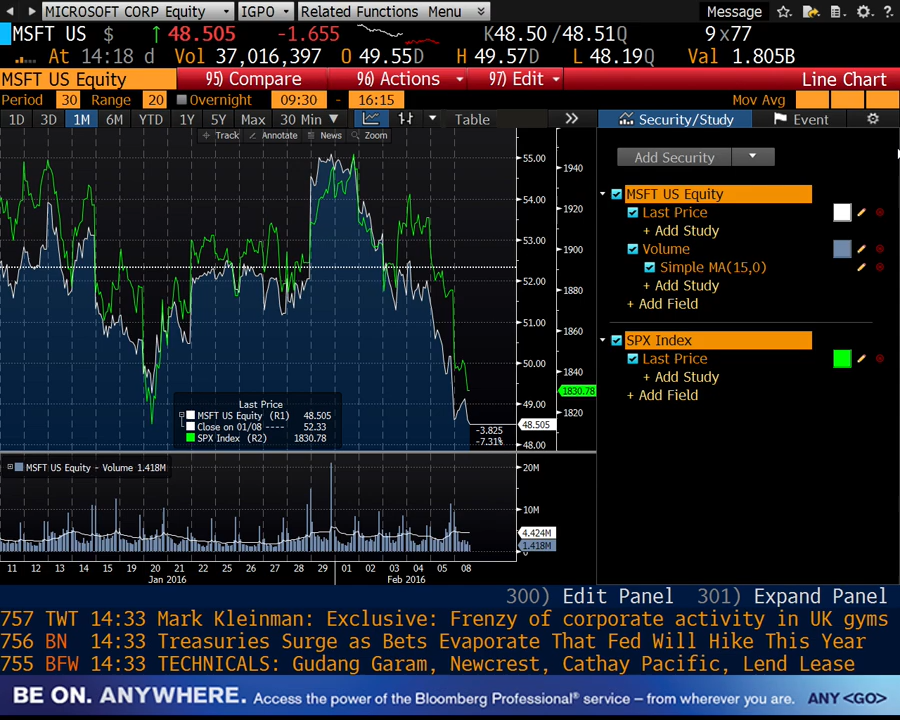 MICROSOFT CORP Equity IGPO Related Functions Menu Message
MSFT US $ ↑ 48.505 -1.655 K48.50 / 48.51Q 9x77
At 14:18 d Vol 37,016,397 O 49.55D H 49.57D L 48.19Q Val 1.805B
MSFT US Equity 95) Compare 96) Actions 97) Edit Line Chart
Period 30 Range 20 Overnight 09:30 - 16:15 Mov Avg
1D 3D 1M 6M YTD 1Y 5Y Max 30 Min Table Security/Study Event
Track Annotate News Zoom
Add Security
MSFT US Equity
Last Price
+ Add Study
Volume
Simple MA(15,0)
+ Add Study
+ Add Field
SPX Index
Last Price
+ Add Study
+ Add Field
55.00
54.00
53.00
52.00
51.00
50.00
49.00
48.505
48.00
1940
1920
1900
1880
1860
1840
1830.78
1820
Last Price
MSFT US Equity (R1) 48.505
Close on 01/08 ---- 52.33
SPX Index (R2) 1830.78
-3.825
-7.31%
MSFT US Equity - Volume 1.418M
20M
10M
4.424M
1.418M
0
11 12 13 14 15 19 20 21 22 25 26 27 28 29 01 02 03 04 05 08
Jan 2016 Feb 2016
300) Edit Panel 301) Expand Panel
757 TWT 14:33 Mark Kleinman: Exclusive: Frenzy of corporate activity in UK gyms
756 BN 14:33 Treasuries Surge as Bets Evaporate That Fed Will Hike This Year
755 BFW 14:33 TECHNICALS: Gudang Garam, Newcrest, Cathay Pacific, Lend Lease
BE ON. ANYWHERE. Access the power of the Bloomberg Professional® service – from wherever you are. ANY <GO>